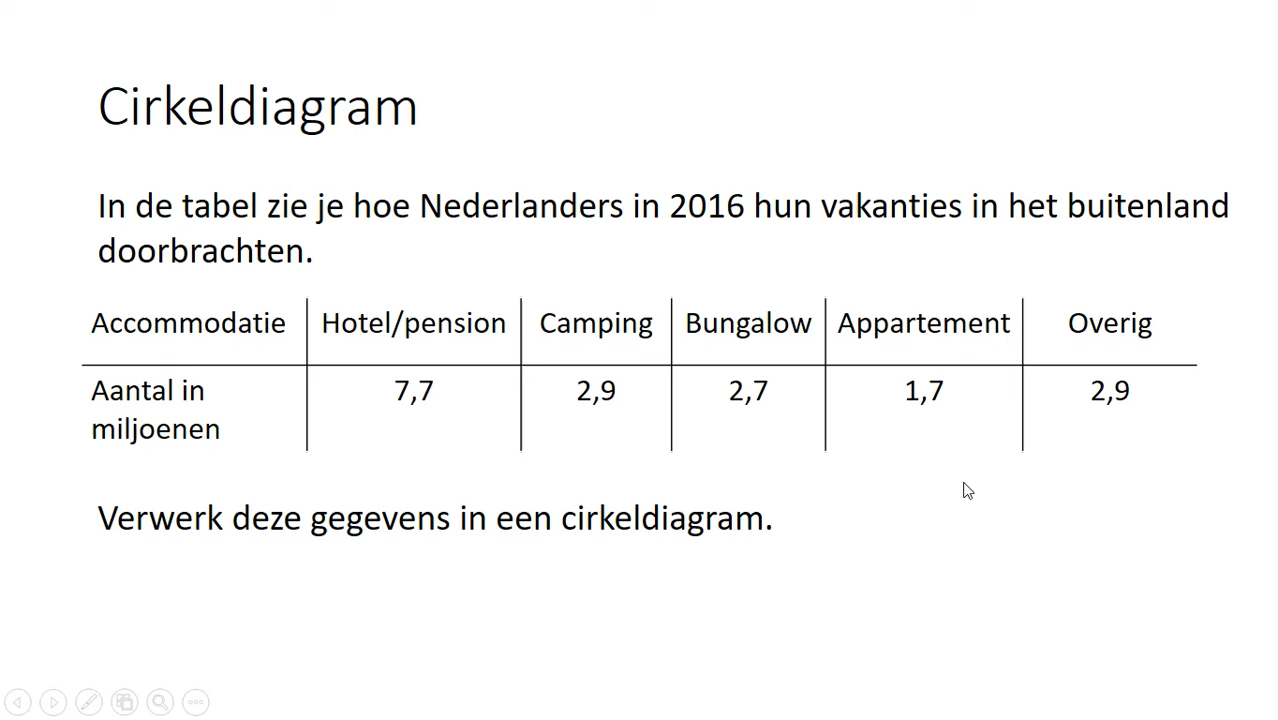 Cirkeldiagram
In de tabel zie je hoe Nederlanders in 2016 hun vakanties in het buitenland
doorbrachten.
Accommodatie Hotel/pension Camping Bungalow Appartement Overig
Aantal in 7,7 2,9 2,7 1,7 2,9
miljoenen
Verwerk deze gegevens in een cirkeldiagram.